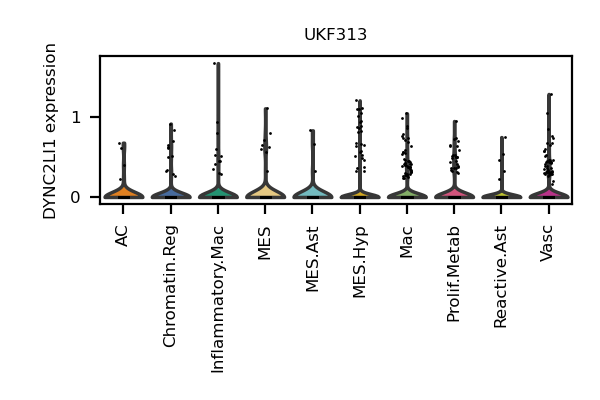 UKF313
DYNC2LI1 expression
1
0
AC
Chromatin.Reg
Inflammatory.Mac
MES
MES.Ast
MES.Hyp
Mac
Prolif.Metab
Reactive.Ast
Vasc